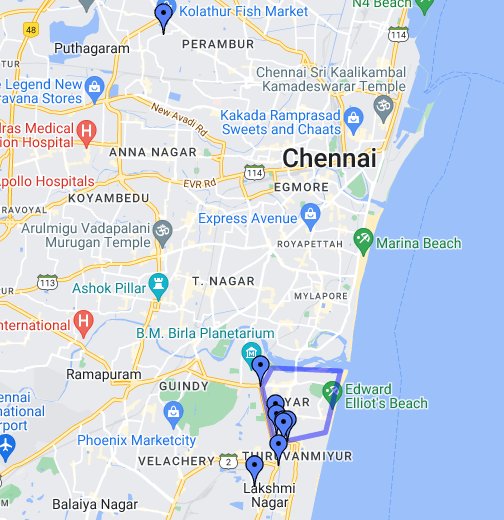 N4 Beach
Kolathur Fish Market
48
114
Puthagaram
PERAMBUR
Chennai Sri Kaalikambal
Kamadeswarar Temple
e Legend New
avana Stores
New Avadi Rd
Kakada Ramprasad
Sweets and Chaats
dras Medical
ion Hospital
ANNA NAGAR
Chennai
EVR Rd
114
pollo Hospitals
EGMORE
KOYAMBEDU
RAVOYAL
Express Avenue
Arulmigu Vadapalani
Murugan Temple
ROYAPETTAH
Marina Beach
113
T. NAGAR
Ashok Pillar
MYLAPORE
nternational
B.M. Birla Planetarium
Ramapuram
GUINDY
Edward
Elliot's Beach
YAR
Phoenix Marketcity
ennai
national
irport
THIRUVANMIYUR
VELACHERY
2
Lakshmi
Nagar
Balaiya Nagar